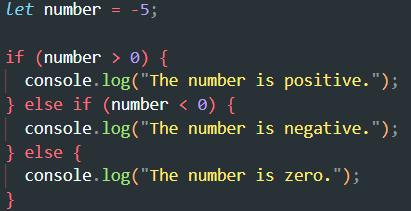 let number = -5;
if (number > 0) {
console.log("The number is positive.");
} else if (number < 0) {
console.log("The number is negative.");
} else {
console.log("The number is zero.");
}